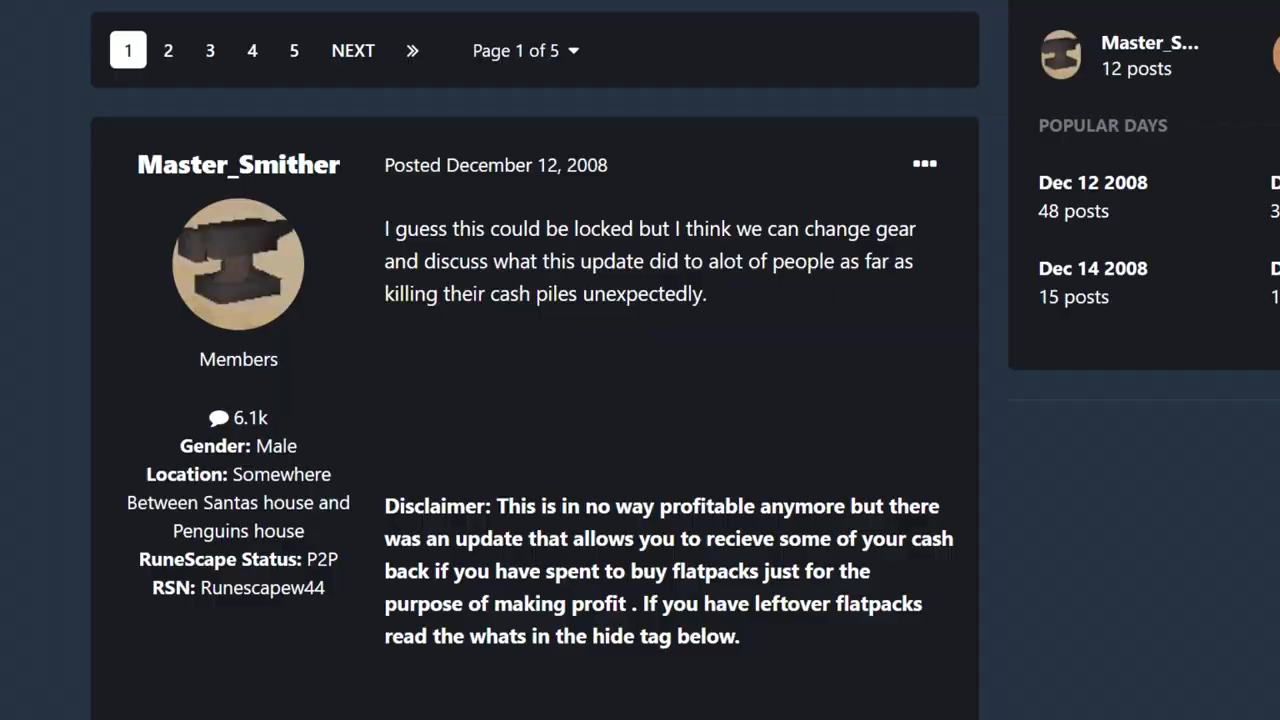 1 2 3 4 5 NEXT » Page 1 of 5
Master_S...
12 posts
POPULAR DAYS
Dec 12 2008
48 posts
Dec 14 2008
15 posts
Master_Smither
Members
6.1k
Gender: Male
Location: Somewhere
Between Santas house and
Penguins house
RuneScape Status: P2P
RSN: Runescapew44
Posted December 12, 2008
I guess this could be locked but I think we can change gear
and discuss what this update did to alot of people as far as
killing their cash piles unexpectedly.
Disclaimer: This is in no way profitable anymore but there
was an update that allows you to recieve some of your cash
back if you have spent to buy flatpacks just for the
purpose of making profit . If you have leftover flatpacks
read the whats in the hide tag below.